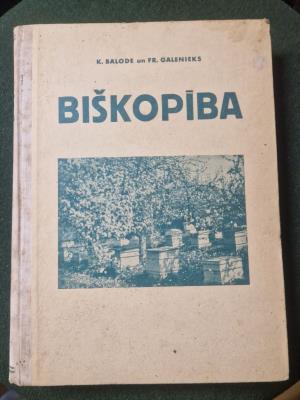 K. BALODE un FR. GALENIEKS
BIŠKOPĪBA